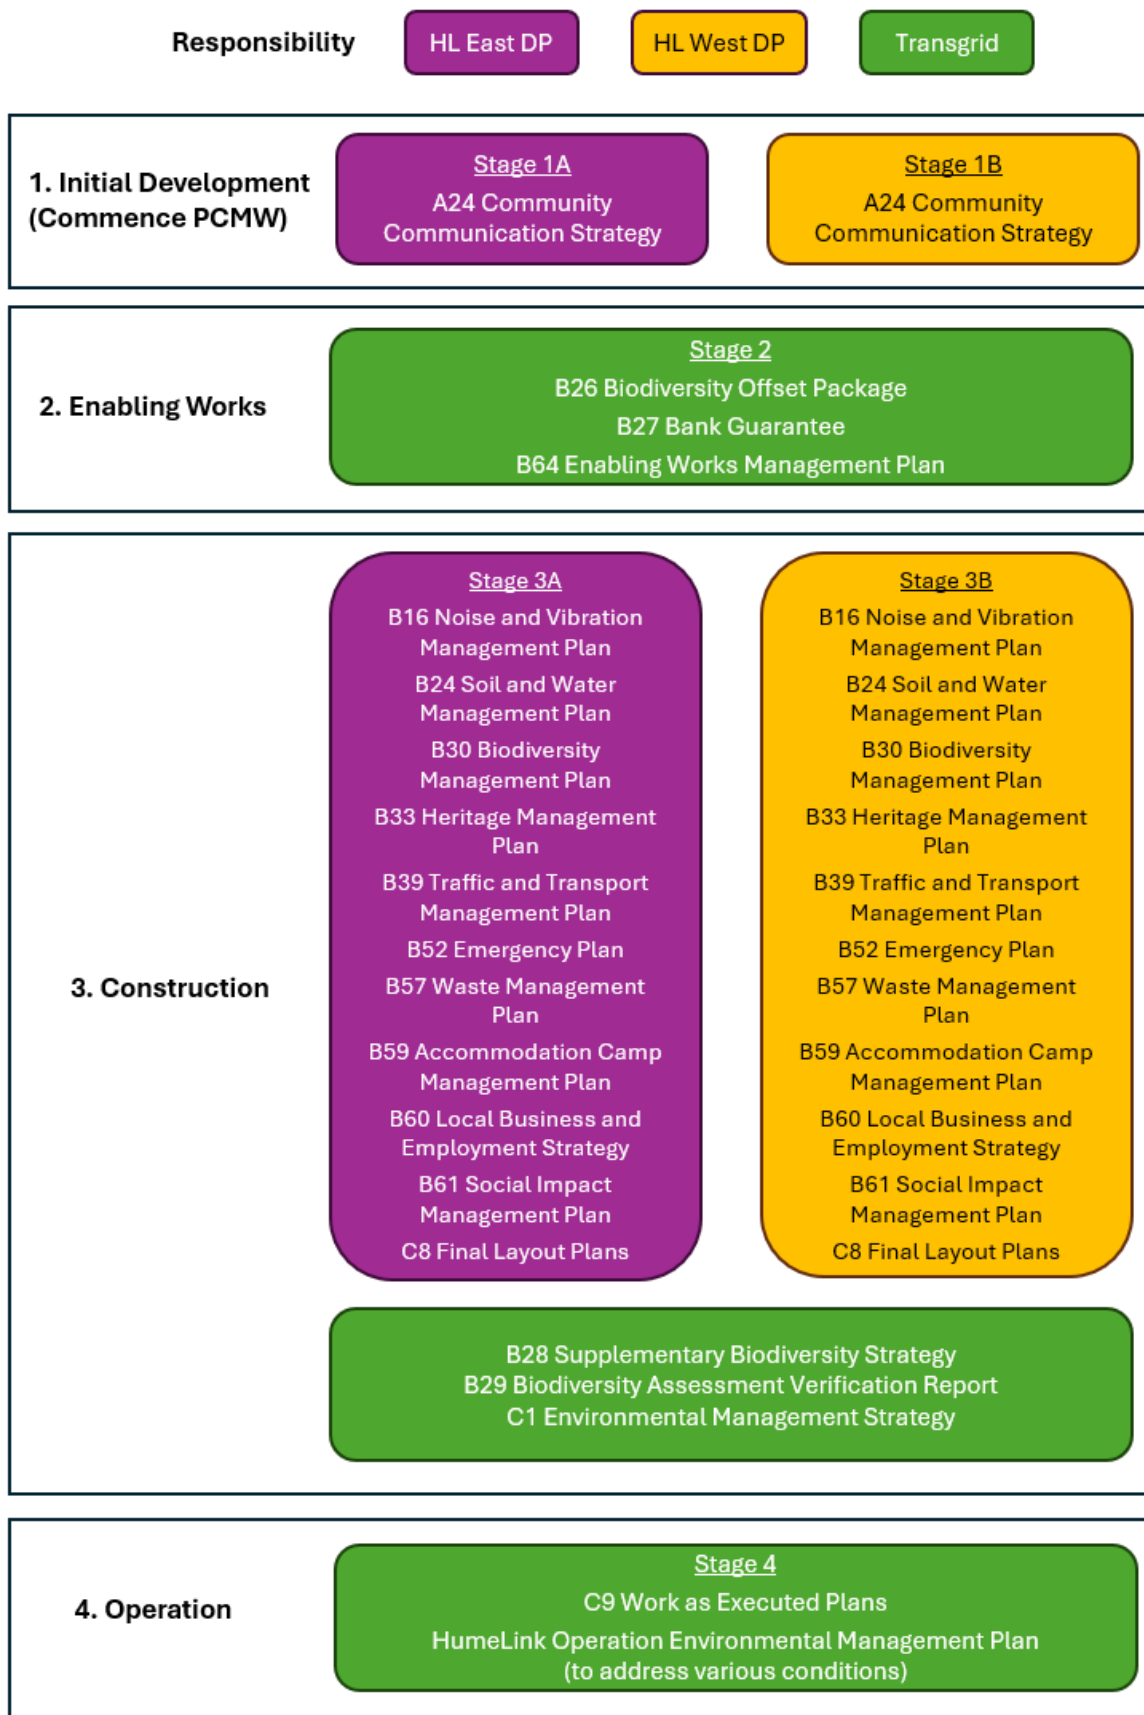 Responsibility
HL East DP
HL West DP
Transgrid
1. Initial Development
(Commence PCMW)
Stage 1A
A24 Community
Communication Strategy
Stage 1B
A24 Community
Communication Strategy
2. Enabling Works
Stage 2
B26 Biodiversity Offset Package
B27 Bank Guarantee
B64 Enabling Works Management Plan
3. Construction
Stage 3A
B16 Noise and Vibration
Management Plan
B24 Soil and Water
Management Plan
B30 Biodiversity
Management Plan
B33 Heritage Management
Plan
B39 Traffic and Transport
Management Plan
B52 Emergency Plan
B57 Waste Management
Plan
B59 Accommodation Camp
Management Plan
B60 Local Business and
Employment Strategy
B61 Social Impact
Management Plan
C8 Final Layout Plans
Stage 3B
B16 Noise and Vibration
Management Plan
B24 Soil and Water
Management Plan
B30 Biodiversity
Management Plan
B33 Heritage Management
Plan
B39 Traffic and Transport
Management Plan
B52 Emergency Plan
B57 Waste Management
Plan
B59 Accommodation Camp
Management Plan
B60 Local Business and
Employment Strategy
B61 Social Impact
Management Plan
C8 Final Layout Plans
B28 Supplementary Biodiversity Strategy
B29 Biodiversity Assessment Verification Report
C1 Environmental Management Strategy
4. Operation
Stage 4
C9 Work as Executed Plans
HumeLink Operation Environmental Management Plan
(to address various conditions)